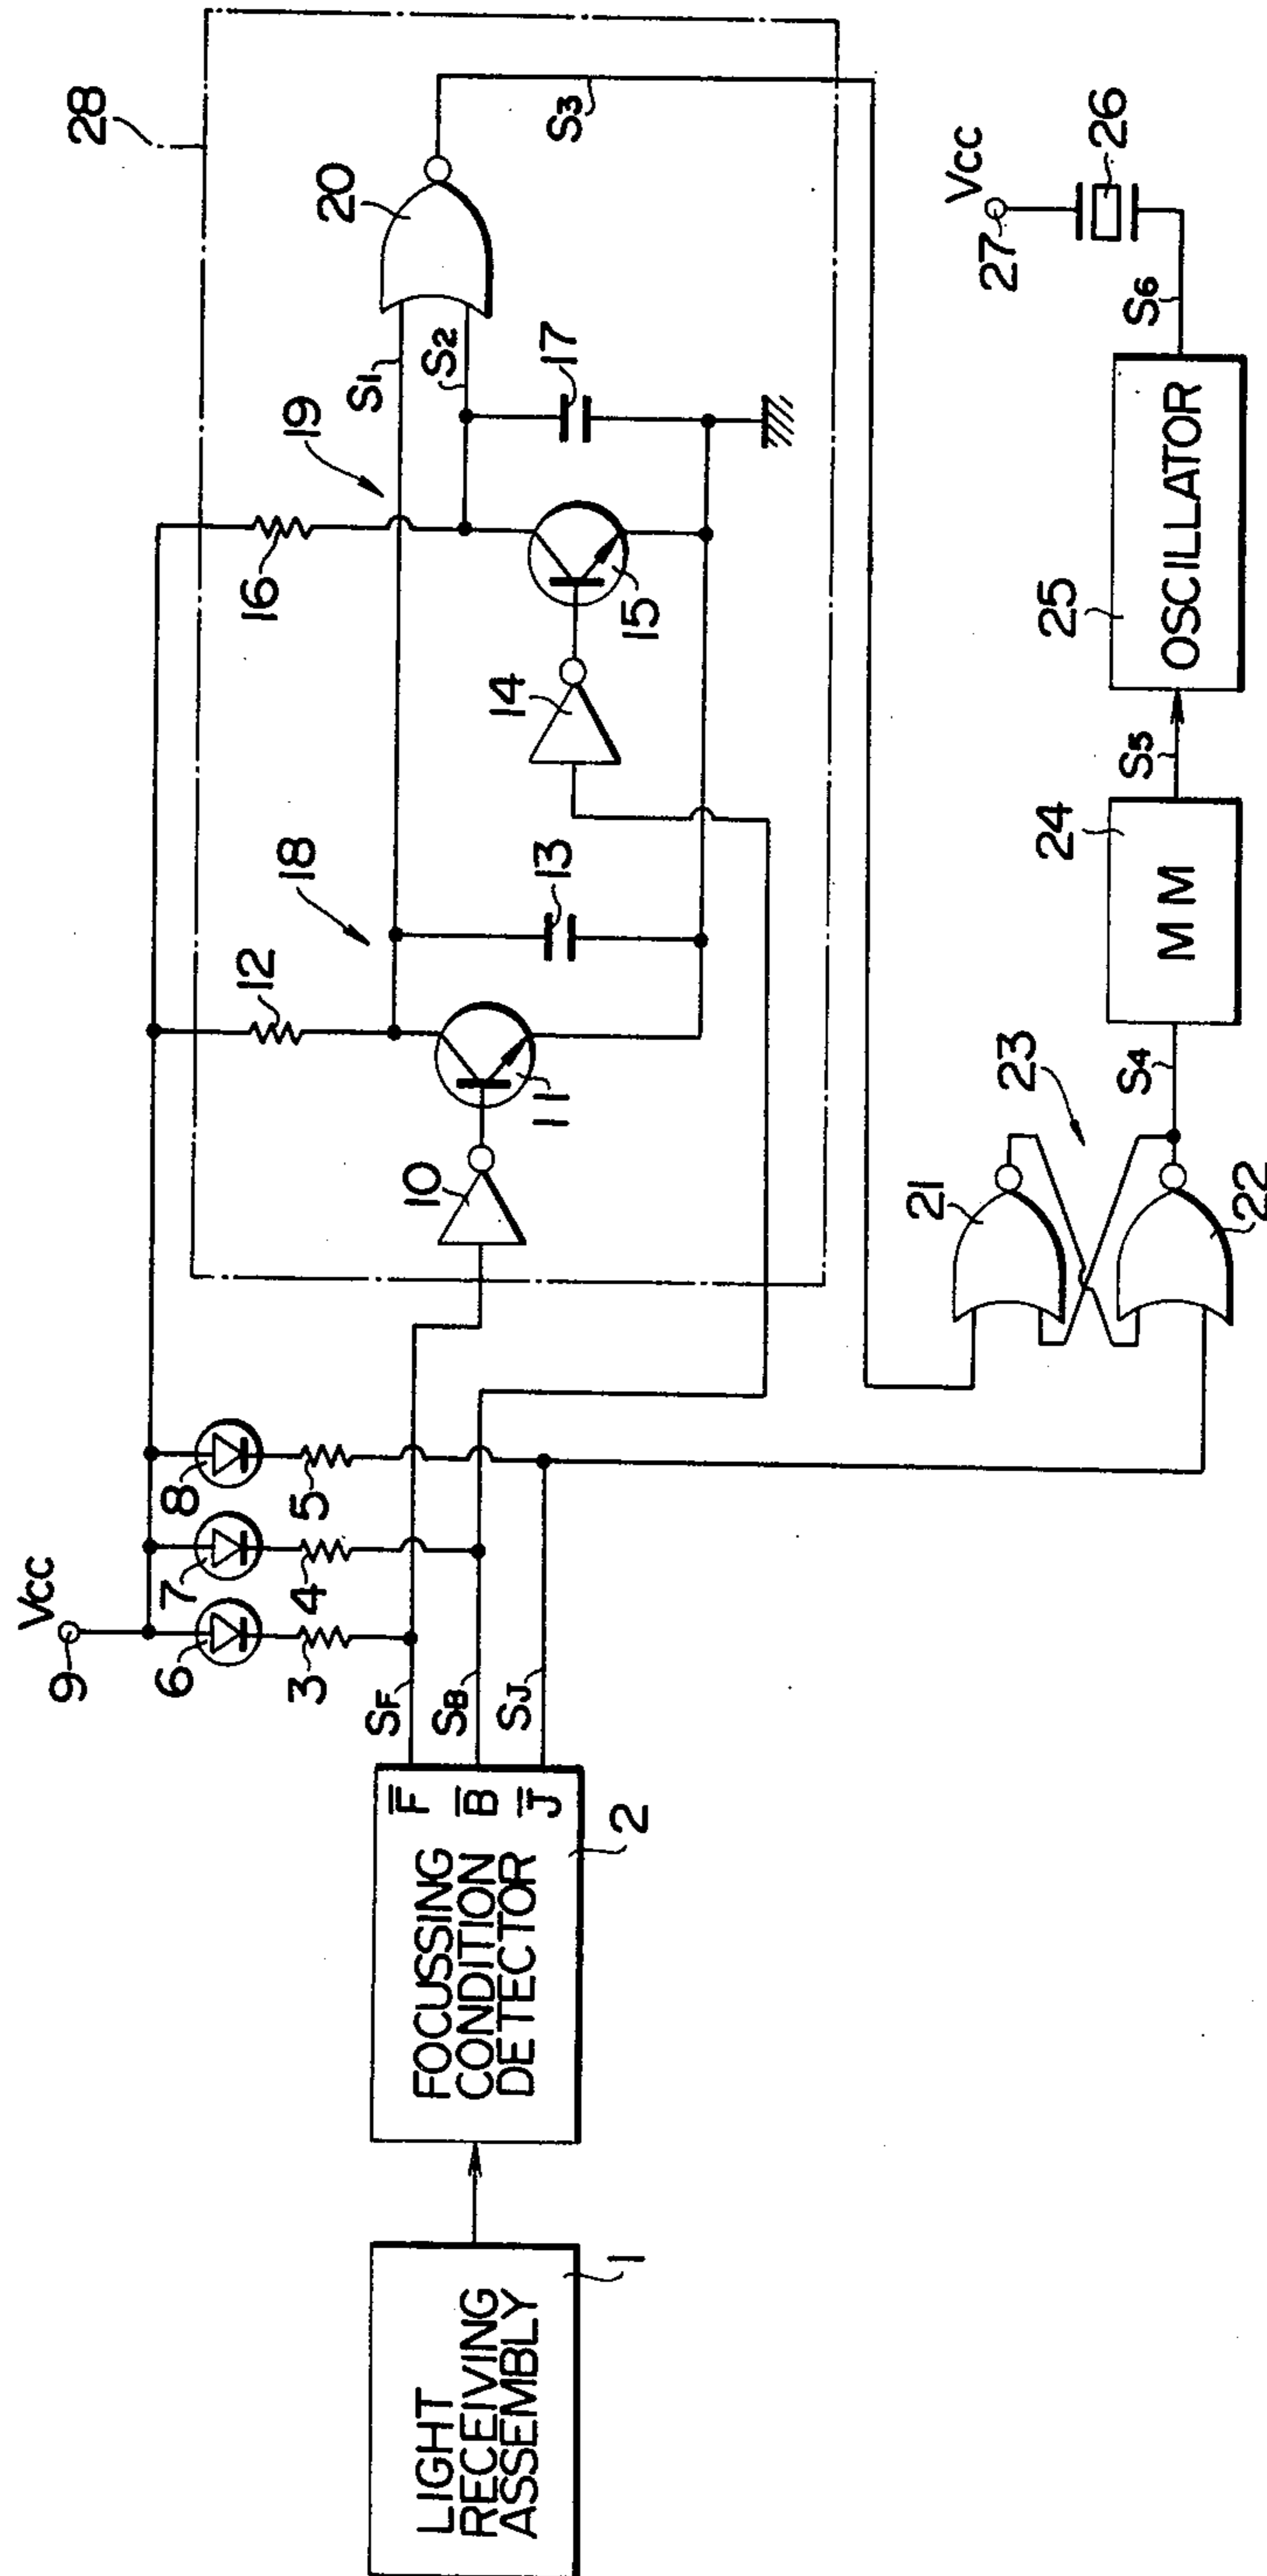 LIGHT
RECEIVING
ASSEMBLY
1
FOCUSSING
CONDITION
DETECTOR
F̅
B̅
J̅
2
SF
SB
SJ
9
VCC
6
7
8
3
4
5
28
10
11
12
13
18
14
15
16
17
19
S1
S2
20
S3
21
22
23
S4
MM
24
S5
OSCILLATOR
25
S6
26
27
VCC